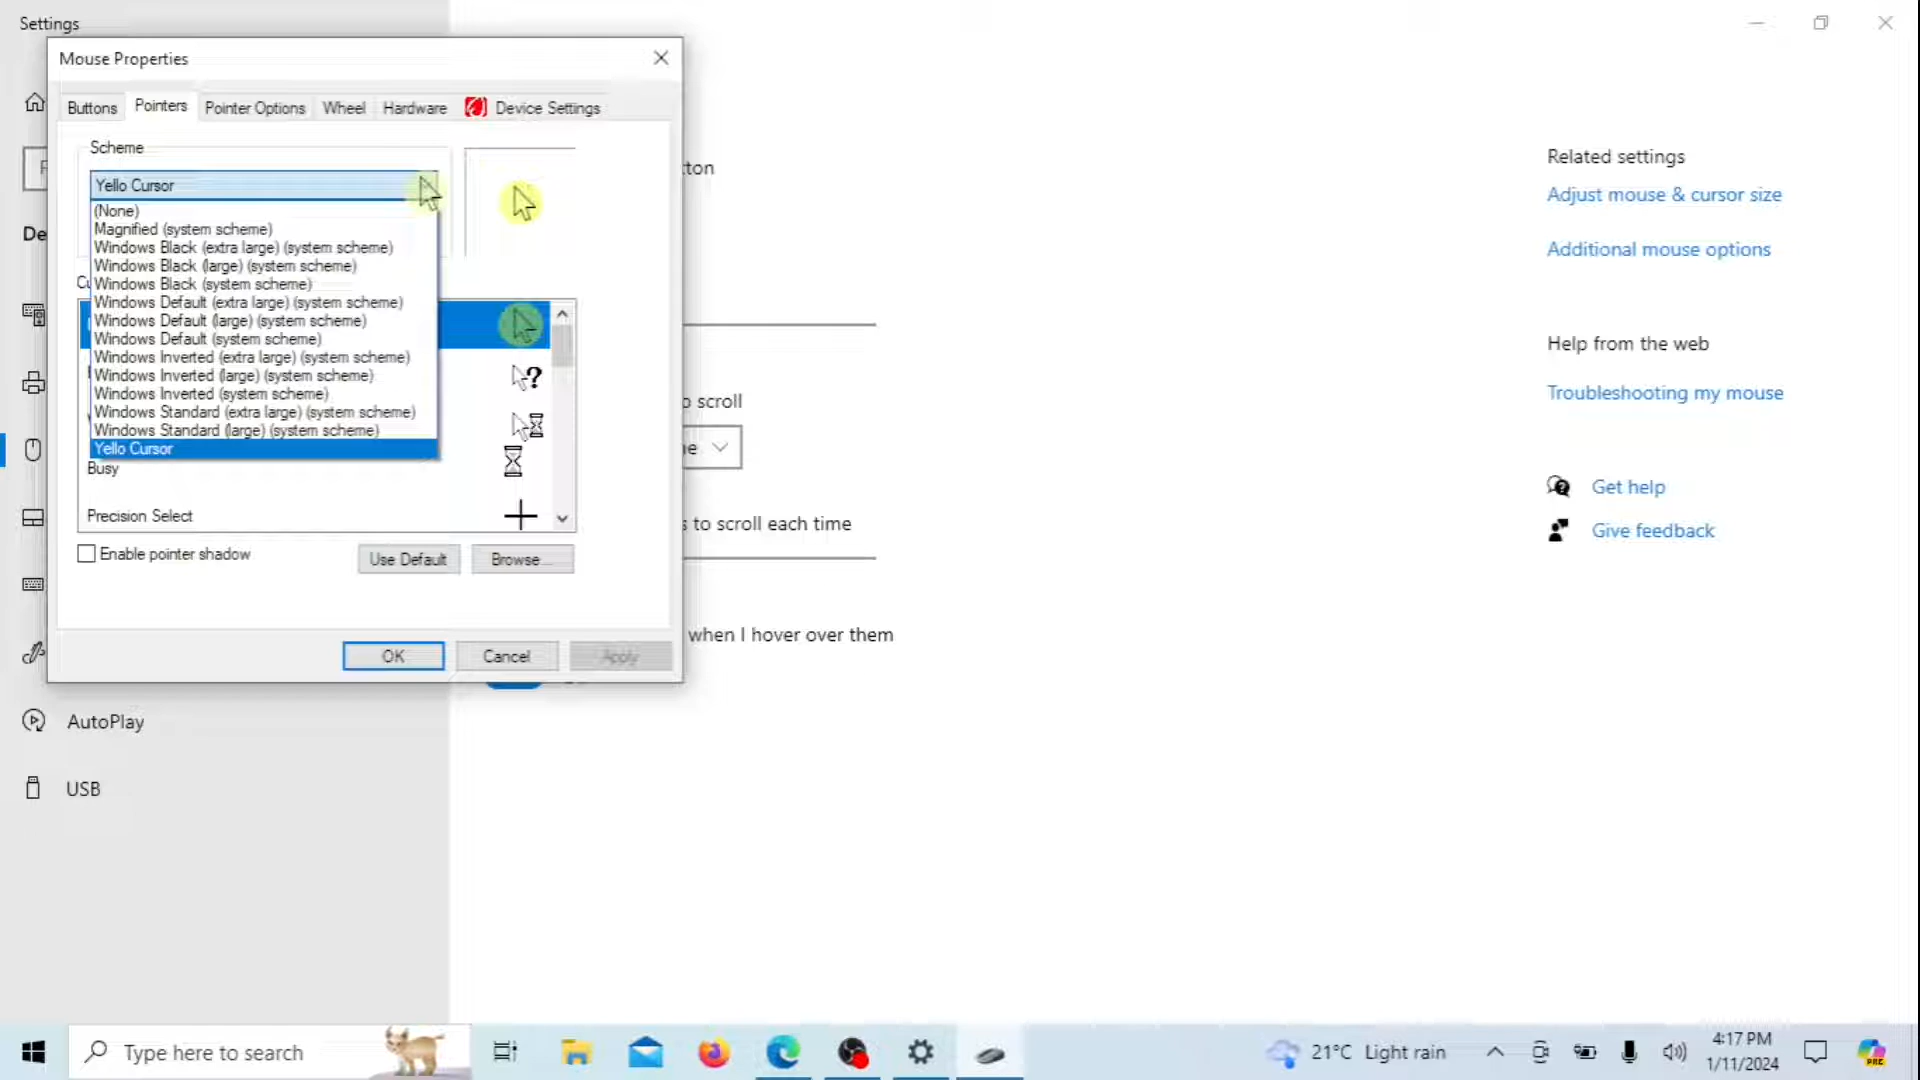 Settings
Mouse Properties
Buttons
Pointers
Pointer Options
Wheel
Hardware
Device Settings
Scheme
Yello Cursor
(None)
Magnified (system scheme)
Windows Black (extra large) (system scheme)
Windows Black (large) (system scheme)
Windows Black (system scheme)
Windows Default (extra large) (system scheme)
Windows Default (large) (system scheme)
Windows Default (system scheme)
Windows Inverted (extra large) (system scheme)
Windows Inverted (large) (system scheme)
Windows Inverted (system scheme)
Windows Standard (extra large) (system scheme)
Windows Standard (large) (system scheme)
Yello Cursor
Busy
Precision Select
Enable pointer shadow
Use Default
Browse...
OK
Cancel
Apply
De
tton
o scroll
e
s to scroll each time
when I hover over them
Related settings
Adjust mouse & cursor size
Additional mouse options
Help from the web
Troubleshooting my mouse
Get help
Give feedback
AutoPlay
USB
Type here to search
21°C Light rain
4:17 PM
1/11/2024
PRE